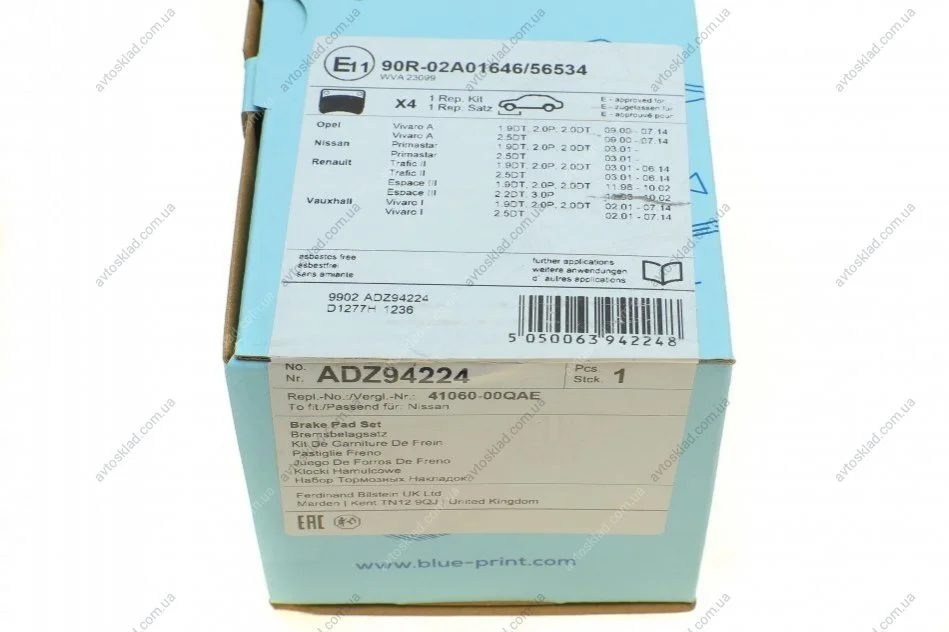 E11 90R-02A01646/56534
WVA 23099
X4 1 Rep. Kit
1 Rep. Satz
E - approved for
E - zugelassen für
E - approuvé pour
Opel Vivaro A 1.9DT, 2.0P, 2.0DT 09.00 - 07.14
Vivaro A 2.5DT 09.00 - 07.14
Nissan Primastar 1.9DT, 2.0P, 2.0DT 03.01 -
Primastar 2.5DT 03.01 -
Renault Trafic II 1.9DT, 2.0P, 2.0DT 03.01 - 06.14
Trafic II 2.5DT 03.01 - 06.14
Espace III 1.9DT, 2.0P, 2.0DT 11.98 - 10.02
Espace III 2.2DT, 3.0P 10.02
Vauxhall Vivaro I 1.9DT, 2.0P, 2.0DT 02.01 - 07.14
Vivaro I 2.5DT 02.01 - 07.14
asbestos free
asbestfrei
sans amiante
further applications
weitere anwendungen
d' autres applications
9902 ADZ94224
D1277H 1236
5 050063 942248
No.
Nr. ADZ94224
Pcs.
Stck. 1
Repl.-No.:/Vergl.-Nr.: 41060-00QAE
To fit:/Passend für: Nissan
Brake Pad Set
Bremsbelagsatz
Kit De Garniture De Frein
Pastiglie Freno
Juego De Forros De Freno
Klocki Hamulcowe
Набор Тормозных Накладок
Ferdinand Bilstein UK Ltd
Marden | Kent TN12 9QJ | United Kingdom
EAC
www.blue-print.com
avtosklad.com.ua